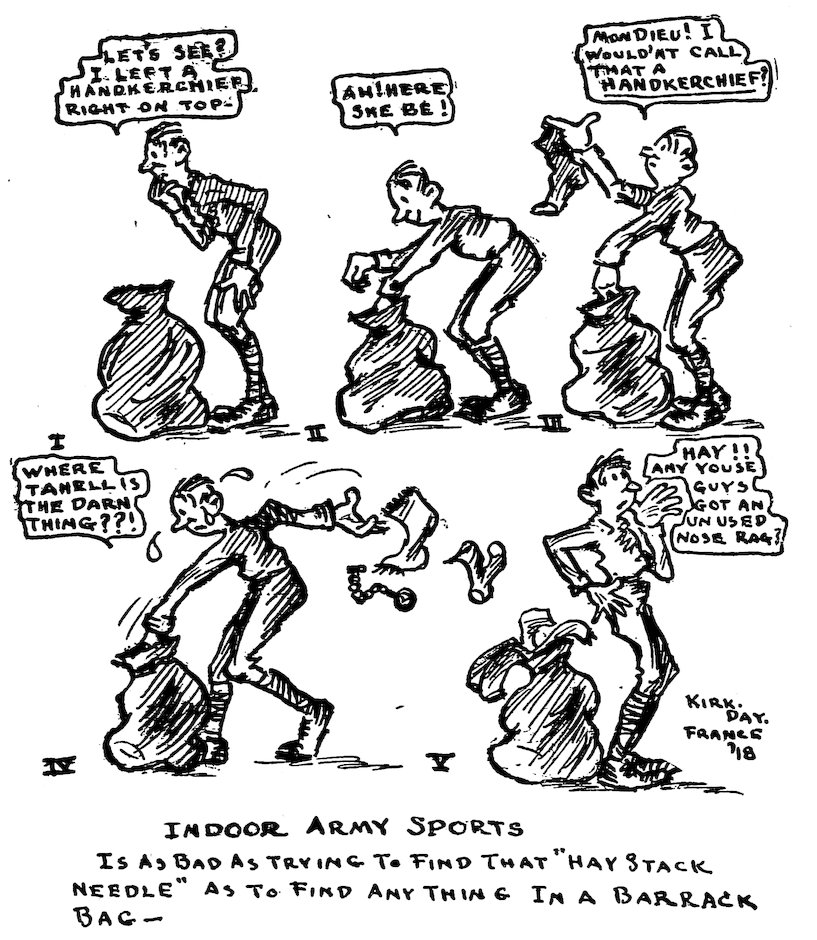 LET'S SEE?
I LEFT A
HANDKERCHIEF
RIGHT ON TOP-
AH! HERE
SHE BE!
MON DIEU! I
WOULD'NT CALL
THAT A
HANDKERCHIEF?
I
II
III
WHERE
TAHELL IS
THE DARN
THING??!
HAY!!
ANY YOUSE
GUYS
GOT AN
UNUSED
NOSE RAG?
KIRK.
DAY.
FRANCE
'18
IV
V
INDOOR ARMY SPORTS
IS AS BAD AS TRYING TO FIND THAT "HAY STACK
NEEDLE" AS TO FIND ANY THING IN A BARRACK
BAG—